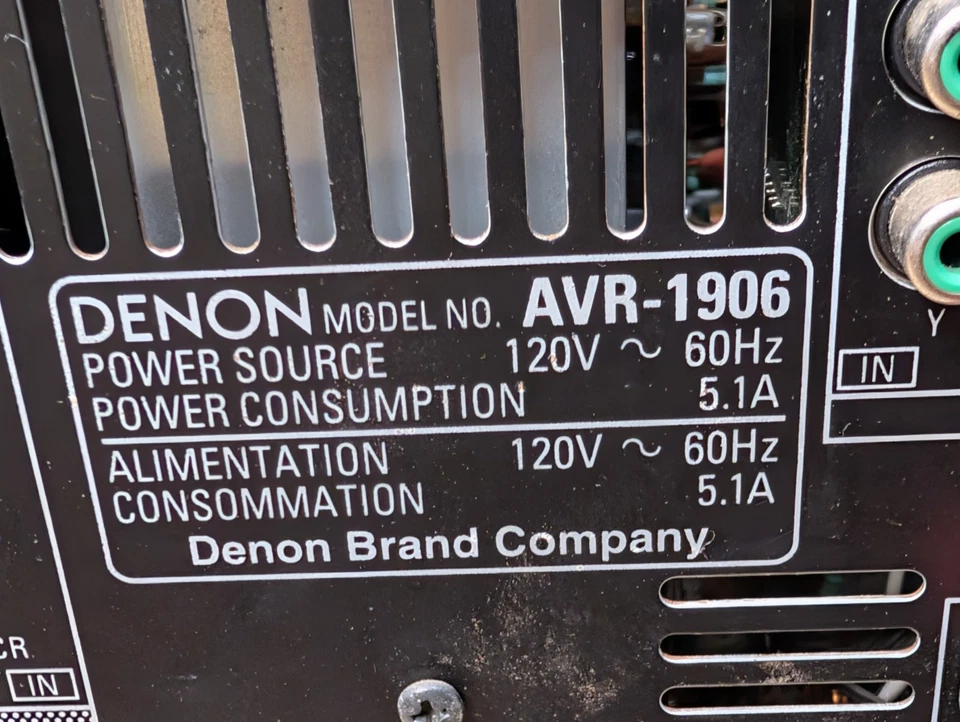 DENON MODEL NO. AVR-1906
POWER SOURCE 120V ~ 60Hz
POWER CONSUMPTION 5.1A
ALIMENTATION 120V ~ 60Hz
CONSOMMATION 5.1A
Denon Brand Company
Y
IN
CR
IN